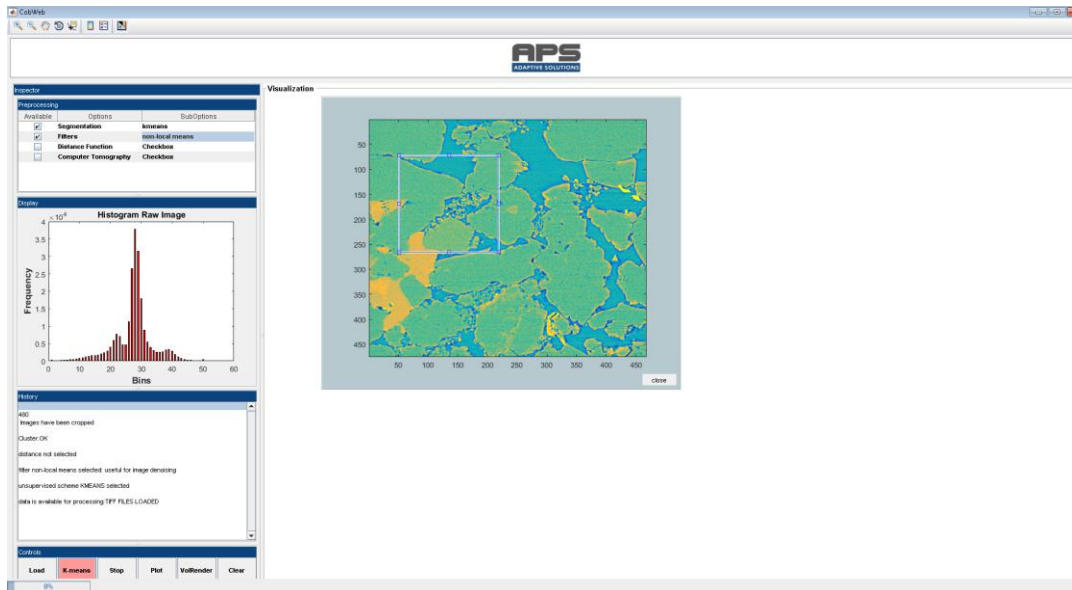 CobWeb
APS
ADAPTIVE SOLUTIONS
Inspector
Preprocessing
Available Options SubOptions
Segmentation kmeans
Filters non-local means
Distance Function Checkbox
Computer Tomography Checkbox
Display
Histogram Raw Image
4 ×10^4
3.5
3
2.5
2
1.5
1
0.5
0
Frequency
0 10 20 30 40 50 60
Bins
History
480
Images have been cropped
Cluster:OK
distance not selected
filter non-local means selected: useful for image denoising
unsupervised scheme KMEANS selected
data is available for processing:TIFF FILES LOADED
Controls
Load K-means Stop Plot VolRender Clear
0%
Visualization
50
100
150
200
250
300
350
400
450
50 100 150 200 250 300 350 400 450
close